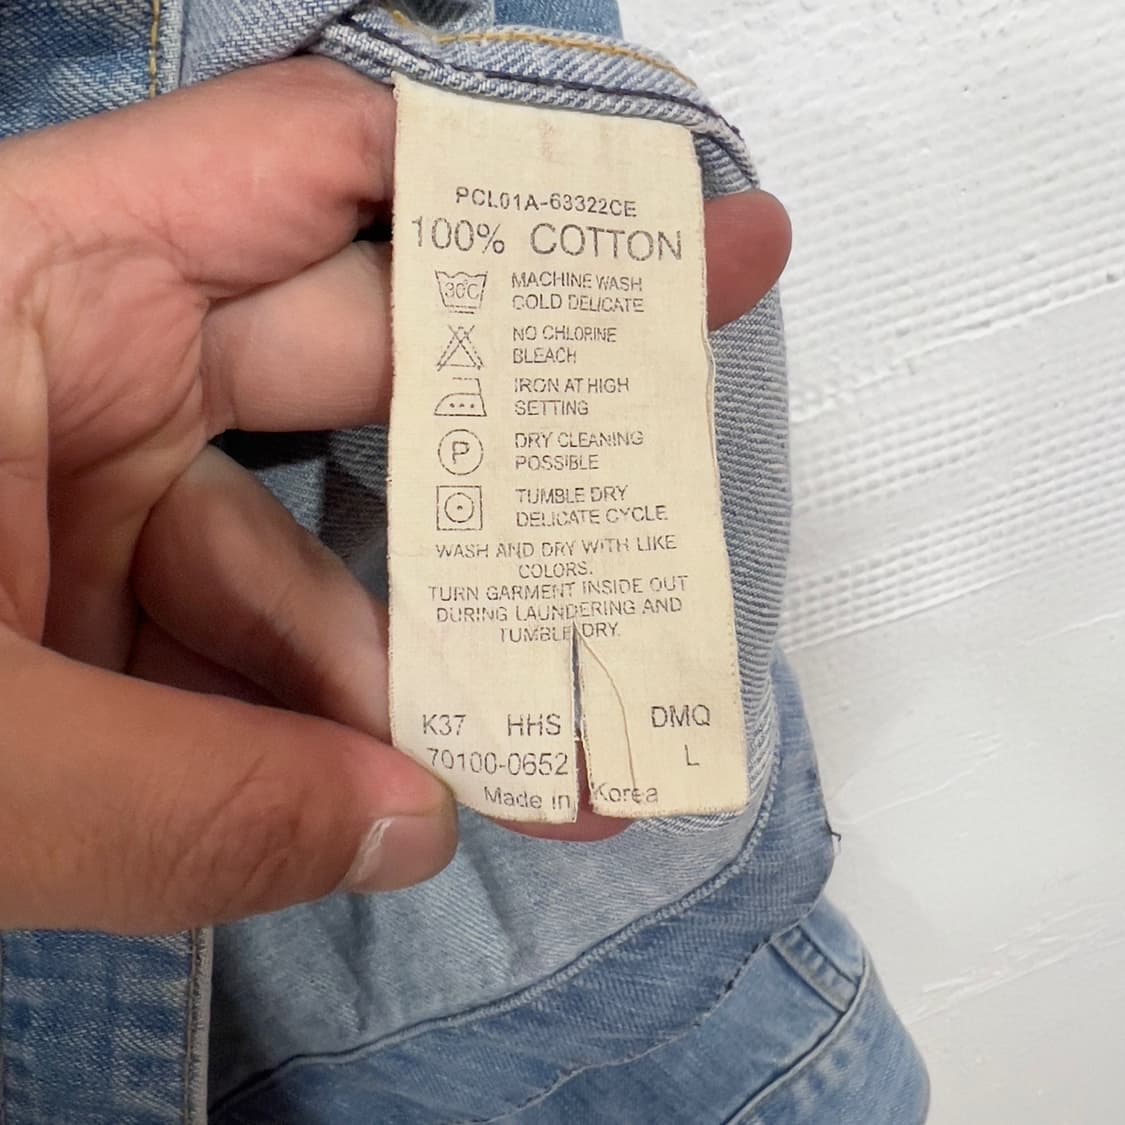 PCL01A-63322CE
100% COTTON
30°C
MACHINE WASH
COLD DELICATE
NO CHLORINE
BLEACH
IRON AT HIGH
SETTING
P
DRY CLEANING
POSSIBLE
TUMBLE DRY
DELICATE CYCLE
WASH AND DRY WITH LIKE
COLORS.
TURN GARMENT INSIDE OUT
DURING LAUNDERING AND
TUMBLE DRY.
K37 HHS DMQ
70100-0652 L
Made in Korea